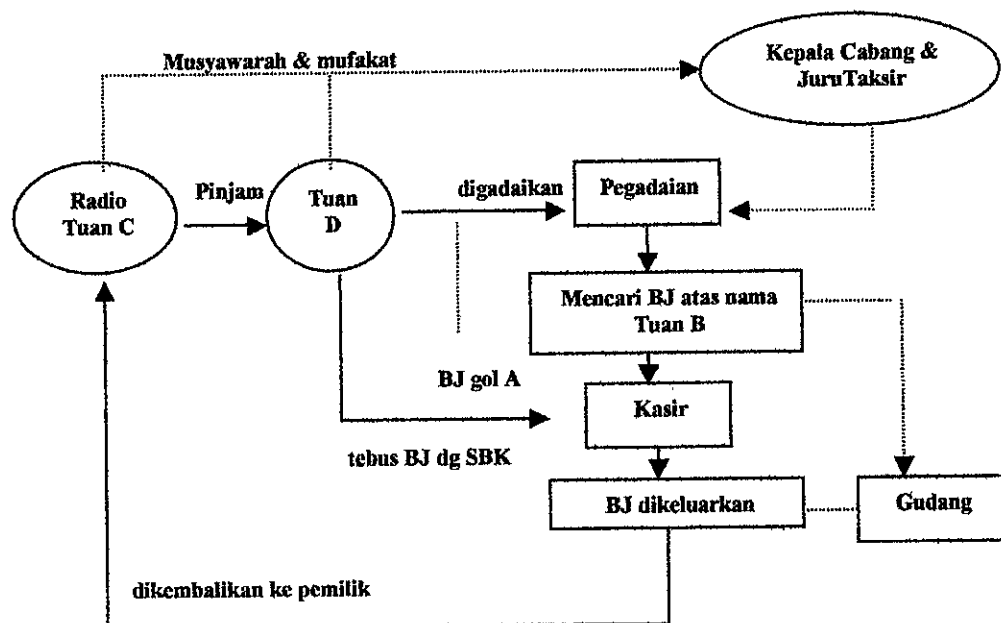 Musyawarah & mufakat
Kepala Cabang &
JuruTaksir
Radio
Tuan C
Pinjam
Tuan
D
digadaikan
Pegadaian
Mencari BJ atas nama
Tuan B
BJ gol A
Kasir
tebus BJ dg SBK
BJ dikeluarkan
Gudang
dikembalikan ke pemilik